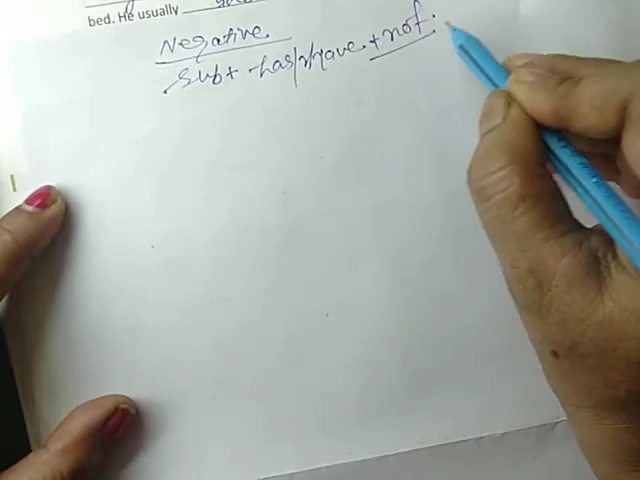 bed. He usually
Negative
Sub + has/have + not.